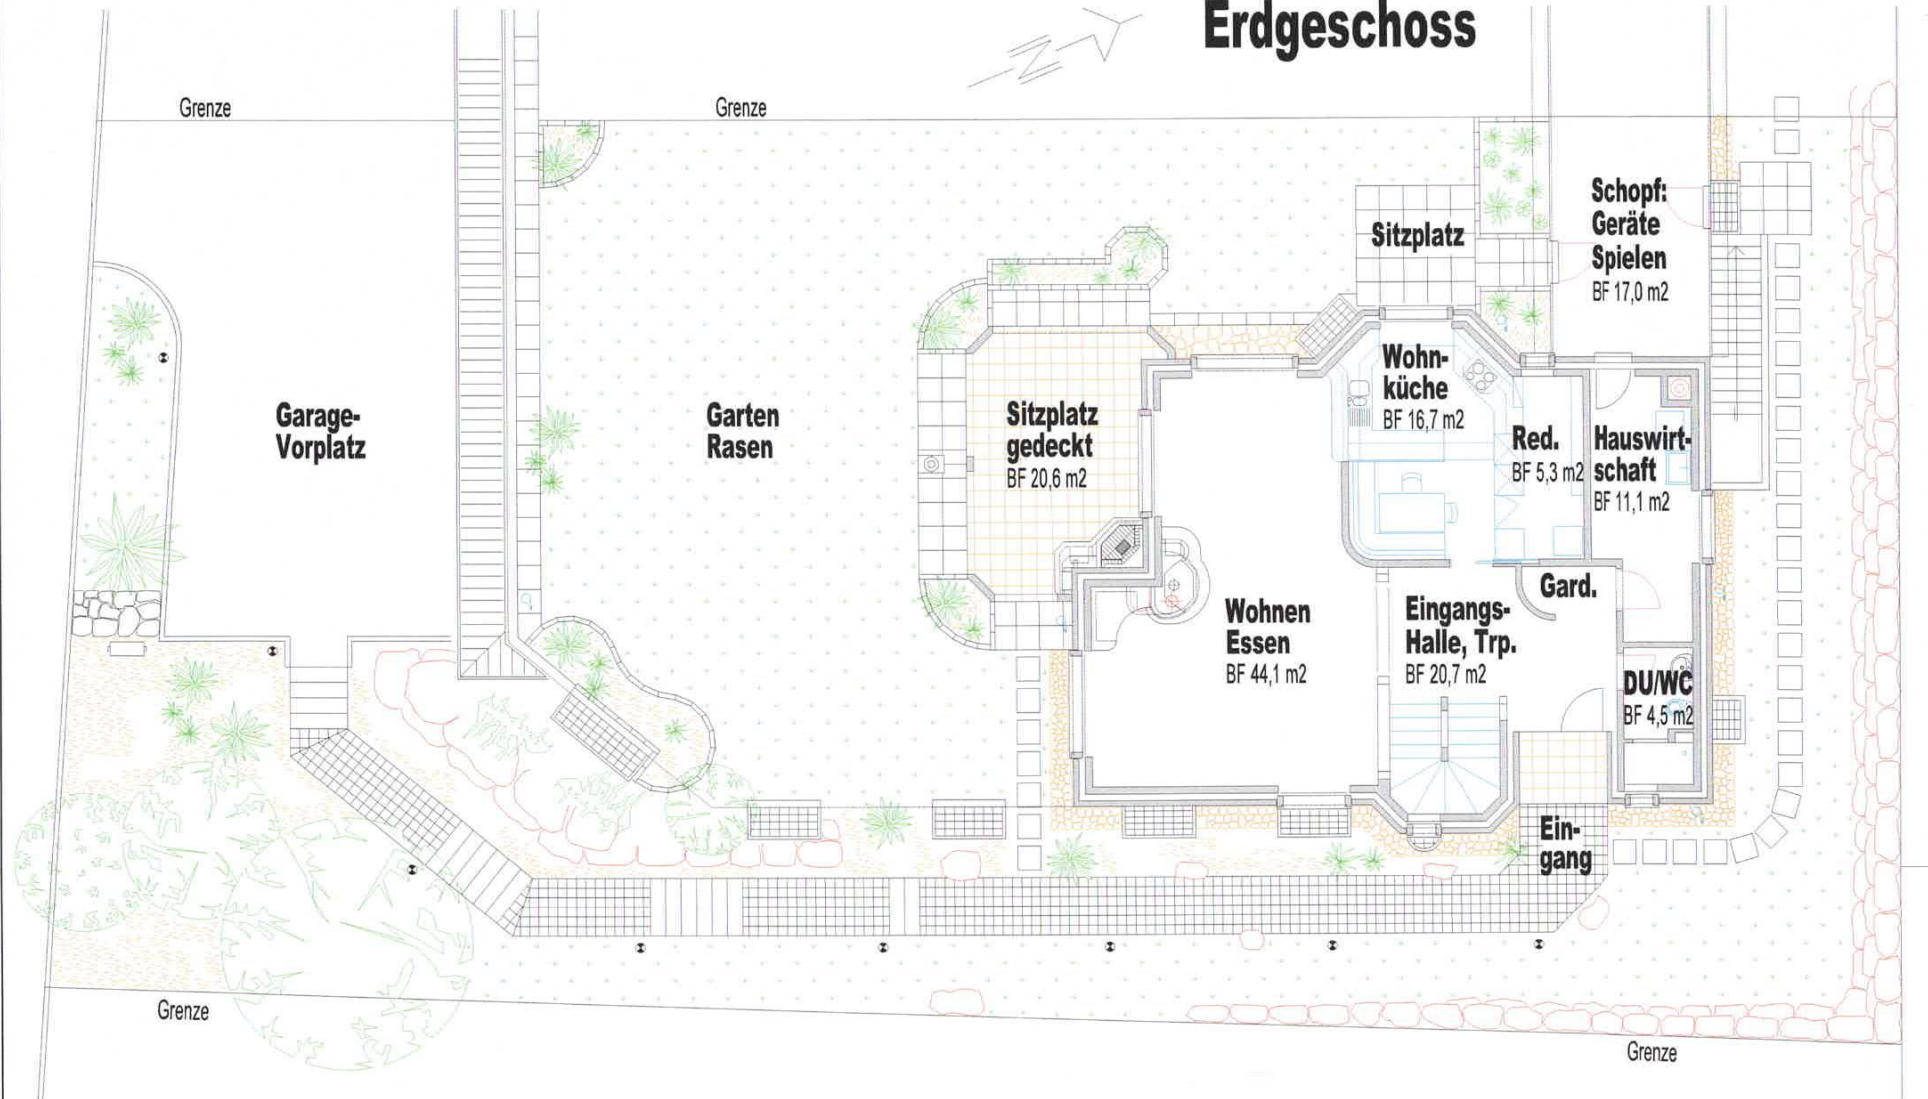 Erdgeschoss
N
Grenze
Grenze
Schopf:
Geräte
Spielen
BF 17,0 m2
Sitzplatz
Wohn-
küche
BF 16,7 m2
Garage-
Vorplatz
Garten
Rasen
Sitzplatz
gedeckt
BF 20,6 m2
Red.
BF 5,3 m2
Hauswirt-
schaft
BF 11,1 m2
Gard.
Wohnen
Essen
BF 44,1 m2
Eingangs-
Halle, Trp.
BF 20,7 m2
DU/WC
BF 4,5 m2
Ein-
gang
Grenze
Grenze